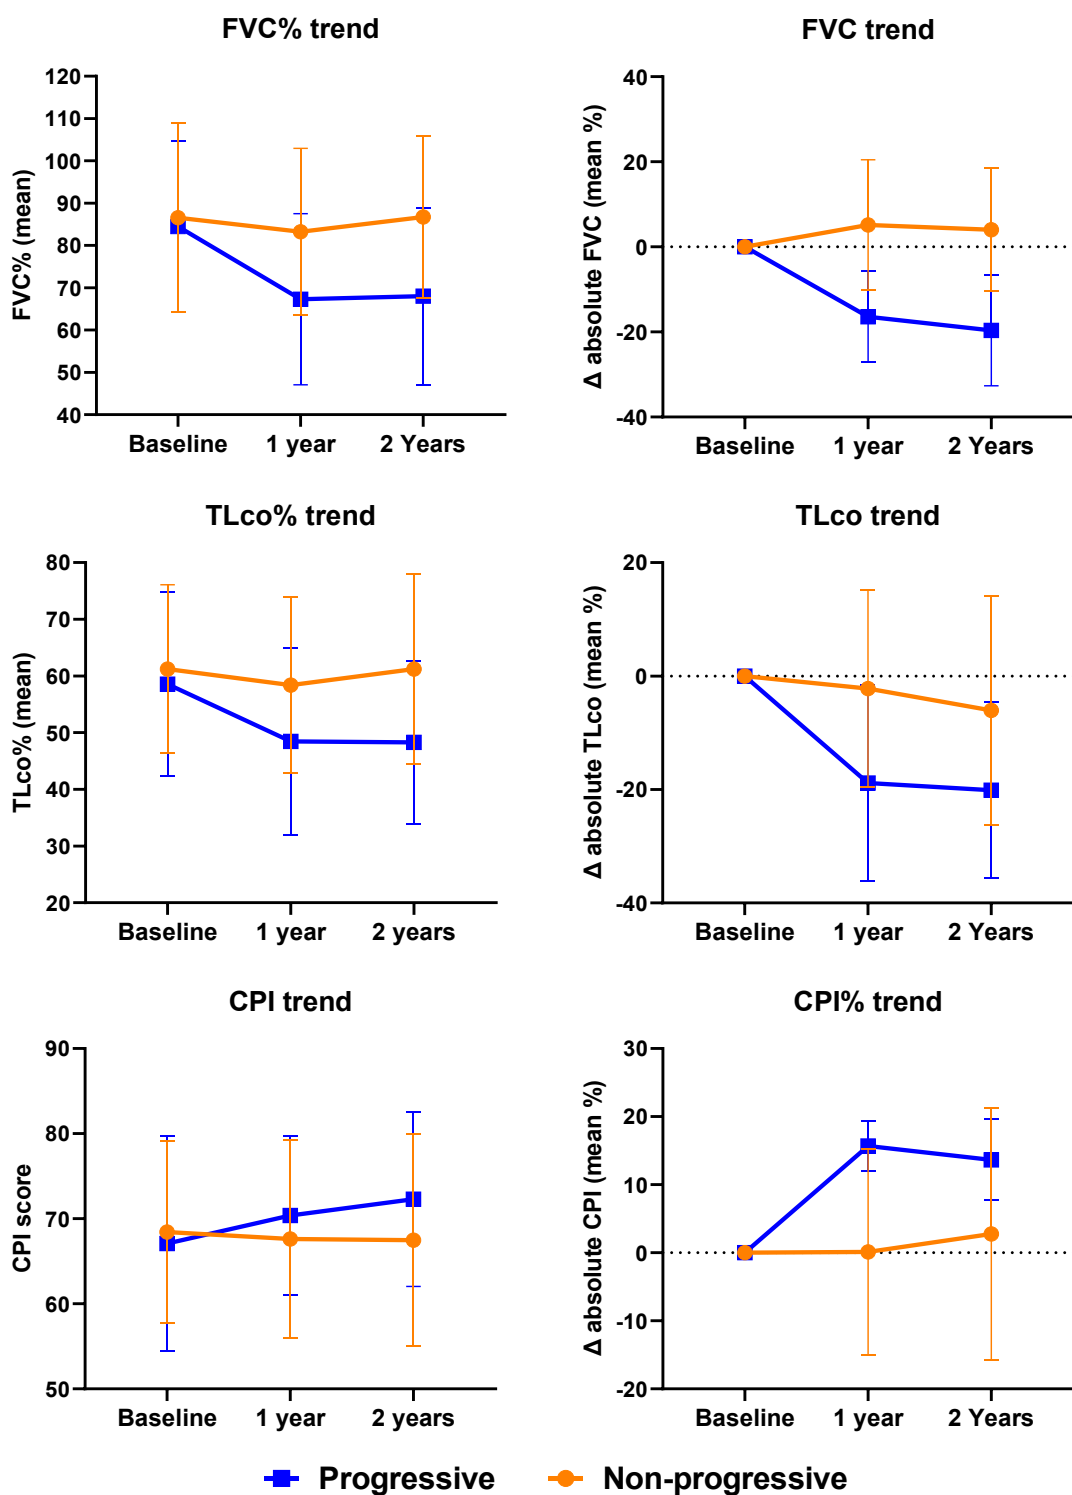 FVC% trend
FVC% (mean)
120
110
100
90
80
70
60
50
40
Baseline 1 year 2 Years
FVC trend
Δ absolute FVC (mean %)
40
20
0
-20
-40
Baseline 1 year 2 Years
TLco% trend
TLco% (mean)
80
70
60
50
40
30
20
Baseline 1 year 2 years
TLco trend
Δ absolute TLco (mean %)
20
0
-20
-40
Baseline 1 year 2 Years
CPI trend
CPI score
90
80
70
60
50
Baseline 1 year 2 years
CPI% trend
Δ absolute CPI (mean %)
30
20
10
0
-10
-20
Baseline 1 year 2 Years
Progressive Non-progressive